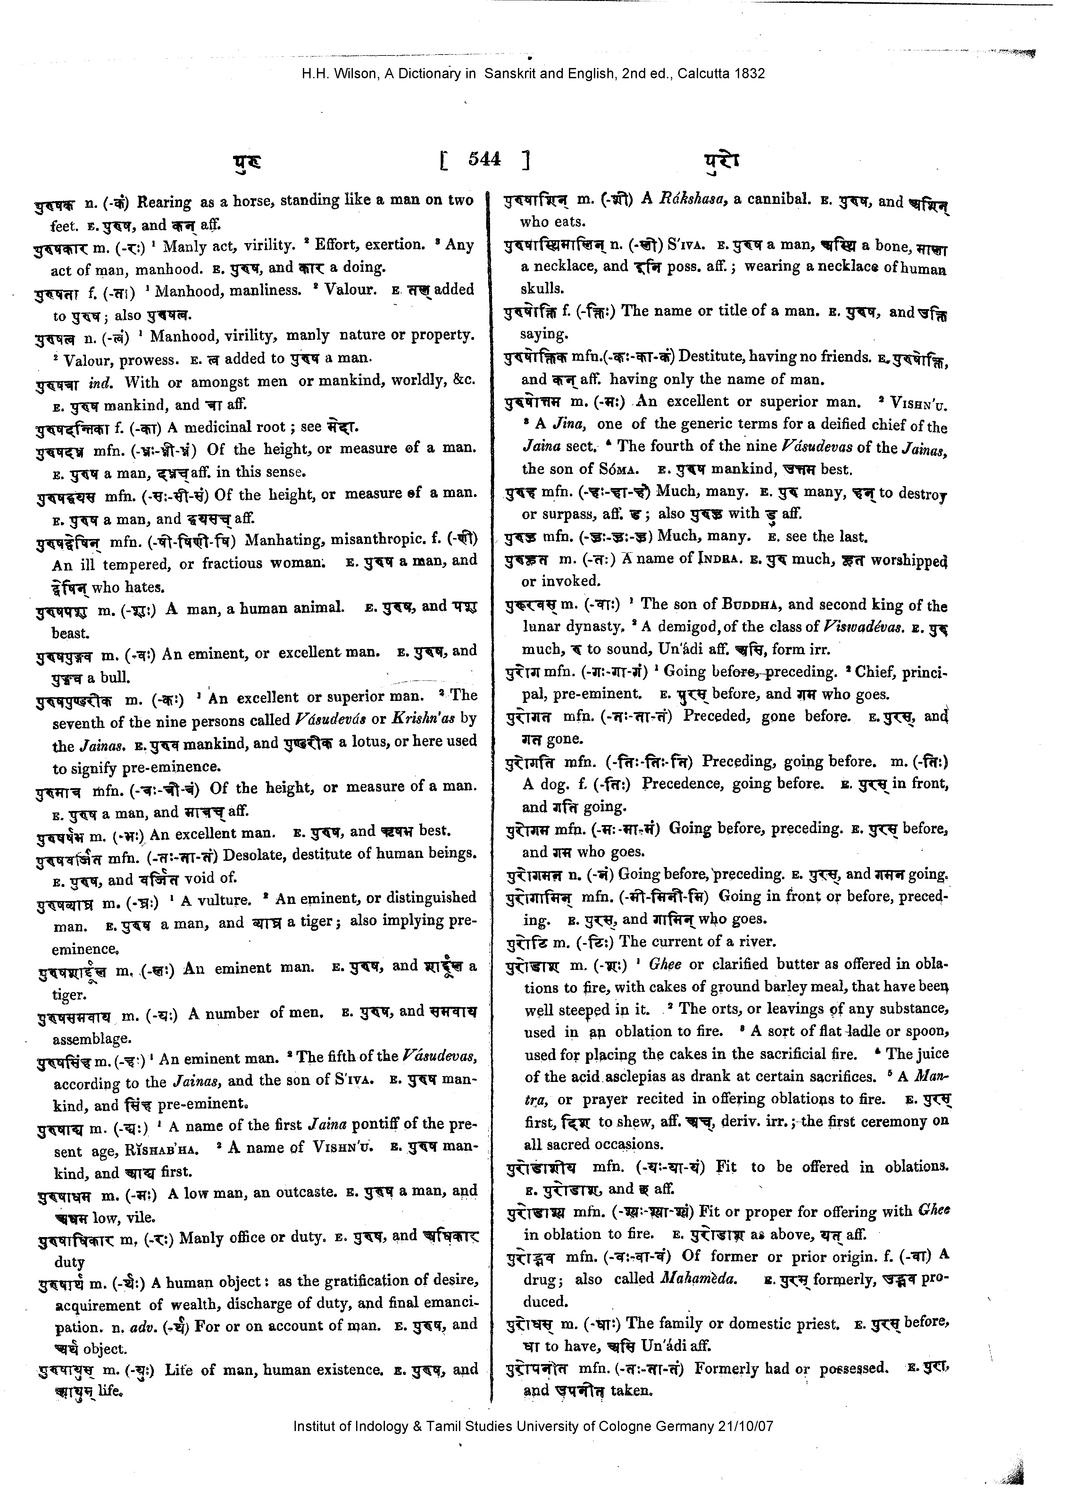 H.H. Wilson, A Dictionary in Sanskrit and English, 2nd ed., Calcutta 1832
पुरु [ 544 ] पुरो
पुरुषक n. (-कं) Rearing as a horse, standing like a man on two
feet. E. पुरुष, and कन् aff.
पुरुषकार m. (-रः) ¹ Manly act, virility. ² Effort, exertion. ³ Any
act of man, manhood. E. पुरुष, and कार a doing.
पुरुषता f. (-ता) ¹ Manhood, manliness. ² Valour. E. तल् added
to पुरुष; also पुरुषत्व.
पुरुषत्व n. (-त्वं) ¹ Manhood, virility, manly nature or property.
² Valour, prowess. E. त्व added to पुरुष a man.
पुरुषत्रा ind. With or amongst men or mankind, worldly, &c.
E. पुरुष mankind, and त्रा aff.
पुरुषदन्तिका f. (-का) A medicinal root; see मेदा.
पुरुषदघ्न mfn. (-घ्नः-घ्नी-घ्नं) Of the height, or measure of a man.
E. पुरुष a man, दघ्नच् aff. in this sense.
पुरुषद्वयस mfn. (-सः-सी-सं) Of the height, or measure of a man.
E. पुरुष a man, and द्वयसच् aff.
पुरुषद्वेषिन् mfn. (-षी-षिणी-षि) Manhating, misanthropic. f. (-णी)
An ill tempered, or fractious woman. E. पुरुष a man, and
द्वेषिन् who hates.
पुरुषपशु m. (-शुः) A man, a human animal. E. पुरुष, and पशु
beast.
पुरुषपुङ्गव m. (-वः) An eminent, or excellent man. E. पुरुष, and
पुङ्गव a bull.
पुरुषपुण्डरीक m. (-कः) ¹ An excellent or superior man. ² The
seventh of the nine persons called Vásudevás or Krishn'as by
the Jainas. E. पुरुष mankind, and पुण्डरीक a lotus, or here used
to signify pre-eminence.
पुरुषमात्र mfn. (-त्रः-त्री-त्रं) Of the height, or measure of a man.
E. पुरुष a man, and मात्रच् aff.
पुरुषर्षभ m. (-भः) An excellent man. E. पुरुष, and ऋषभ best.
पुरुषवर्जित mfn. (-तः-ता-तं) Desolate, destitute of human beings.
E. पुरुष, and वर्जित void of.
पुरुषव्याघ्र m. (-घ्रः) ¹ A vulture. ² An eminent, or distinguished
man. E. पुरुष a man, and व्याघ्र a tiger; also implying pre-
eminence.
पुरुषशार्द्दूल m. (-लः) An eminent man. E. पुरुष, and शार्द्दूल a
tiger.
पुरुषसमवाय m. (-यः) A number of men. E. पुरुष, and समवाय
assemblage.
पुरुषसिंह m. (-हः) ¹ An eminent man. ² The fifth of the Vásudevas,
according to the Jainas, and the son of S'IVA. E. पुरुष man-
kind, and सिंह pre-eminent.
पुरुषाद्य m. (-द्यः) ¹ A name of the first Jaina pontiff of the pre-
sent age, RĬSHAB'HA. ² A name of VISHN'U. E. पुरुष man-
kind, and आद्य first.
पुरुषाधम m. (-मः) A low man, an outcaste. E. पुरुष a man, and
अधम low, vile.
पुरुषाधिकार m. (-रः) Manly office or duty. E. पुरुष, and अधिकार
duty
पुरुषार्थ m. (-र्थः) A human object: as the gratification of desire,
acquirement of wealth, discharge of duty, and final emanci-
pation. n. adv. (-र्थं) For or on account of man. E. पुरुष, and
अर्थ object.
पुरुषायुस् m. (-युः) Life of man, human existence. E. पुरुष, and
आयुस् life.
पुरुषाशिन् m. (-शी) A Rákshasa, a cannibal. E. पुरुष, and अशिन्
who eats.
पुरुषास्थिमालिन् n. (-ली) S'IVA. E. पुरुष a man, अस्थि a bone, माला
a necklace, and इनि poss. aff.; wearing a necklace of human
skulls.
पुरुषोक्ति f. (-क्तिः) The name or title of a man. E. पुरुष, and उक्ति
saying.
पुरुषोक्तिक mfn. (-कः-का-कं) Destitute, having no friends. E. पुरुषोक्ति,
and कन् aff. having only the name of man.
पुरुषोत्तम m. (-मः) An excellent or superior man. ² VISHN'U.
³ A Jina, one of the generic terms for a deified chief of the
Jaina sect. ⁴ The fourth of the nine Vásudevas of the Jainas,
the son of SÓMA. E. पुरुष mankind, उत्तम best.
पुरुह mfn. (-हः-हा-हं) Much, many. E. पुरु many, हन् to destroy
or surpass, aff. ड; also पुरुहु with डु aff.
पुरुहु mfn. (-हुः-हुः-हु) Much, many. E. see the last.
पुरुहूत m. (-तः) A name of INDRA. E. पुरु much, हूत worshipped
or invoked.
पुरूरवस् m. (-वाः) ¹ The son of BUDDHA, and second king of the
lunar dynasty. ² A demigod, of the class of Viswadévas. E. पुरु
much, रु to sound, Un'ádi aff. असि, form irr.
पुरोग mfn. (-गः-गा-गं) ¹ Going before, preceding. ² Chief, princi-
pal, pre-eminent. E. पुरस् before, and गम who goes.
पुरोगत mfn. (-तः-ता-तं) Preceded, gone before. E. पुरस्, and
गत gone.
पुरोगति mfn. (-तिः-तिः-ति) Preceding, going before. m. (-तिः)
A dog. f. (-तिः) Precedence, going before. E. पुरस् in front,
and गति going.
पुरोगम mfn. (-मः-मा-मं) Going before, preceding. E. पुरस् before,
and गम who goes.
पुरोगमन n. (-नं) Going before, preceding. E. पुरस्, and गमन going.
पुरोगामिन् mfn. (-मी-मिनी-मि) Going in front or before, preced-
ing. E. पुरस्, and गामिन् who goes.
पुरोटि m. (-टिः) The current of a river.
पुरोडाश m. (-शः) ¹ Ghee or clarified butter as offered in obla-
tions to fire, with cakes of ground barley meal, that have been
well steeped in it. ² The orts, or leavings of any substance,
used in an oblation to fire. ³ A sort of flat ladle or spoon,
used for placing the cakes in the sacrificial fire. ⁴ The juice
of the acid asclepias as drank at certain sacrifices. ⁵ A Man-
tra, or prayer recited in offering oblations to fire. E. पुरस्
first, दिश् to shew, aff. अच्, deriv. irr.; the first ceremony on
all sacred occasions.
पुरोडाशीय mfn. (-यः-या-यं) Fit to be offered in oblations.
E. पुरोडाश, and छ aff.
पुरोडाश्य mfn. (-श्यः-श्या-श्यं) Fit or proper for offering with Ghee
in oblation to fire. E. पुरोडाश as above, यत् aff.
पुरोद्भव mfn. (-वः-वा-वं) Of former or prior origin. f. (-वा) A
drug; also called Mahamèda. E. पुरस् formerly, उद्भव pro-
duced.
पुरोधस् m. (-धाः) The family or domestic priest. E. पुरस् before,
धा to have, असि Un'ádi aff.
पुरोपनीत mfn. (-तः-ता-तं) Formerly had or possessed. E. पुरा,
and उपनीत taken.
Institut of Indology & Tamil Studies University of Cologne Germany 21/10/07